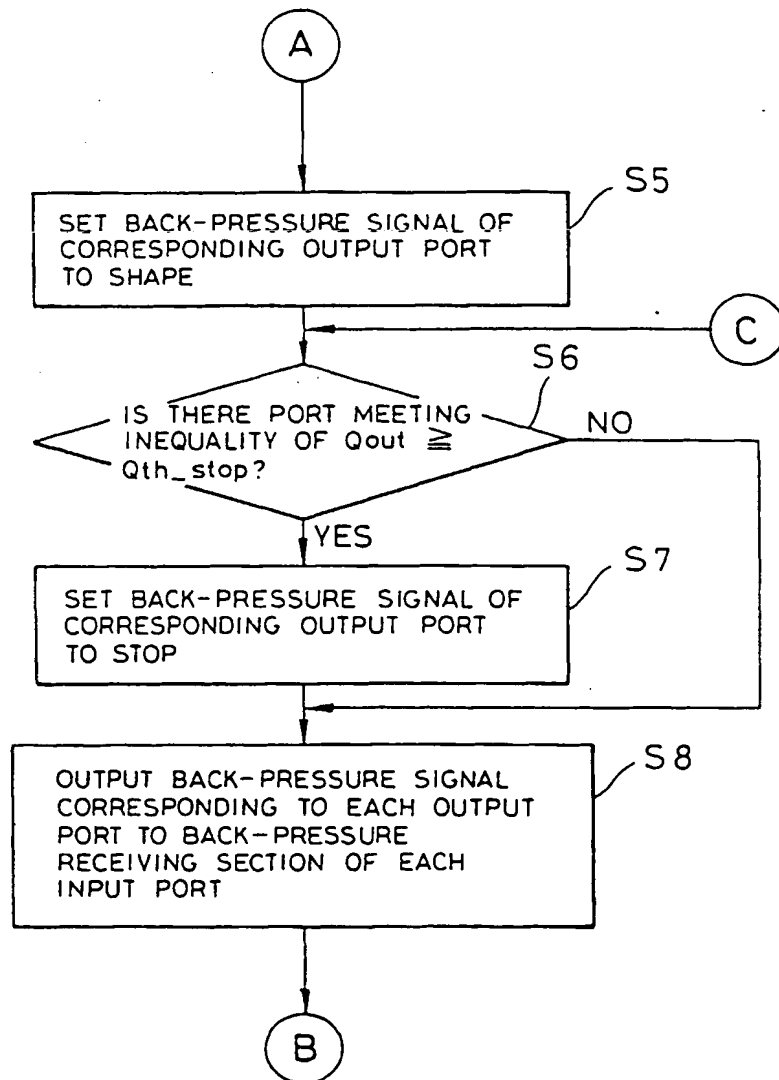 A
S5
SET BACK-PRESSURE SIGNAL OF
CORRESPONDING OUTPUT PORT
TO SHAPE
C
S6
IS THERE PORT MEETING
INEQUALITY OF Qout ≧
Qth_stop?
NO
YES
S7
SET BACK-PRESSURE SIGNAL OF
CORRESPONDING OUTPUT PORT
TO STOP
S8
OUTPUT BACK-PRESSURE SIGNAL
CORRESPONDING TO EACH OUTPUT
PORT TO BACK-PRESSURE
RECEIVING SECTION OF EACH
INPUT PORT
B